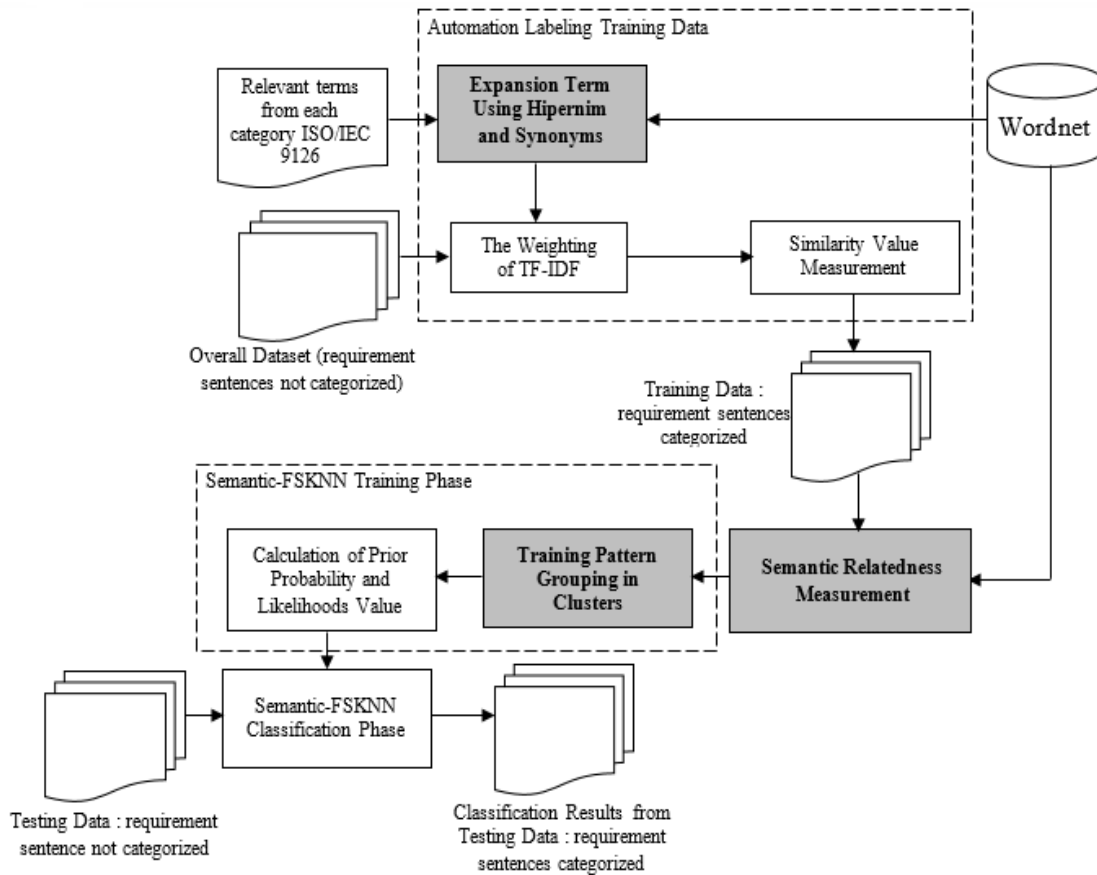 Automation Labeling Training Data
Relevant terms
from each
category ISO/IEC
9126
Expansion Term
Using Hipernim
and Synonyms
Wordnet
The Weighting
of TF-IDF
Similarity Value
Measurement
Overall Dataset (requirement
sentences not categorized)
Training Data :
requirement sentences
categorized
Semantic-FSKNN Training Phase
Calculation of Prior
Probability and
Likelihoods Value
Training Pattern
Grouping in
Clusters
Semantic Relatedness
Measurement
Semantic-FSKNN
Classification Phase
Testing Data : requirement
sentence not categorized
Classification Results from
Testing Data : requirement
sentences categorized